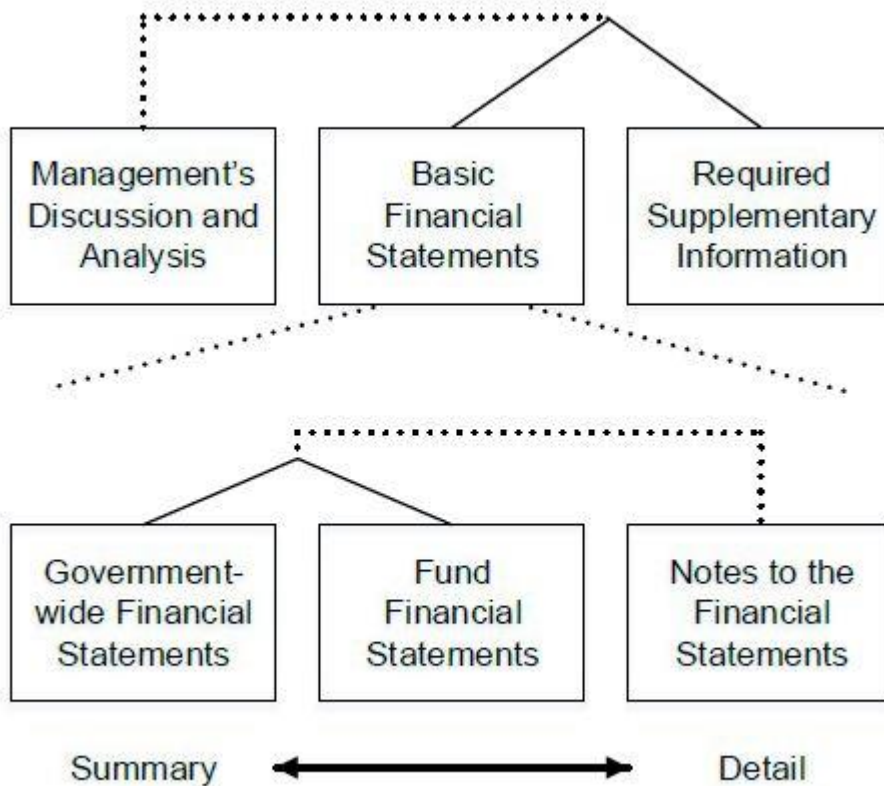 Management's
Discussion and
Analysis
Basic
Financial
Statements
Required
Supplementary
Information
Government-
wide Financial
Statements
Fund
Financial
Statements
Notes to the
Financial
Statements
Summary
Detail